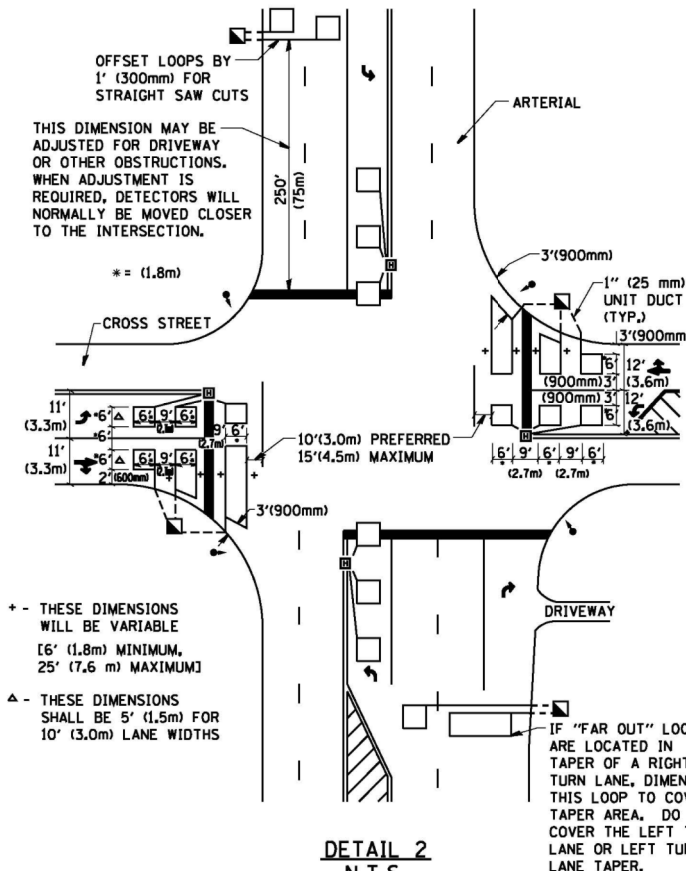 OFFSET LOOPS BY
1' (300mm) FOR
STRAIGHT SAW CUTS
THIS DIMENSION MAY BE
ADJUSTED FOR DRIVEWAY
OR OTHER OBSTRUCTIONS.
WHEN ADJUSTMENT IS
REQUIRED, DETECTORS WILL
NORMALLY BE MOVED CLOSER
TO THE INTERSECTION.
250'
(75m)
* = (1.8m)
ARTERIAL
H
3'(900mm)
1" (25 mm)
UNIT DUCT
(TYP.)
3'(900mm
CROSS STREET
*6' 12'
(900mm) 3' (3.6m)
(900mm) 3' 12'
*6'
(3.6m)
H
6' 9' 6' 9' 6'
* (2.7m) * (2.7m) *
H
11' *6' △ 6' 9' 6'
(3.3m)
*6' (2.7m) 9' 6'
11' *6' △ 6' 9' 6'
(3.3m)
2' (600mm)
10'(3.0m) PREFERRED
15'(4.5m) MAXIMUM
3'(900mm)
H
DRIVEWAY
+ - THESE DIMENSIONS
WILL BE VARIABLE
[6' (1.8m) MINIMUM,
25' (7.6 m) MAXIMUM]
△ - THESE DIMENSIONS
SHALL BE 5' (1.5m) FOR
10' (3.0m) LANE WIDTHS
IF "FAR OUT" LOO
ARE LOCATED IN
TAPER OF A RIGHT
TURN LANE, DIMEN
THIS LOOP TO COV
TAPER AREA. DO
COVER THE LEFT T
LANE OR LEFT TUR
LANE TAPER.
DETAIL 2
N.T.S.